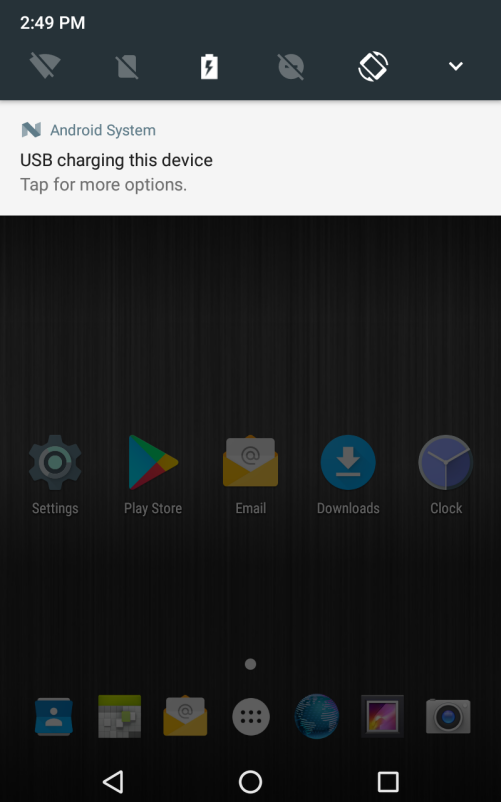 2:49 PM
Android System
USB charging this device
Tap for more options.
Settings
Play Store
Email
Downloads
Clock